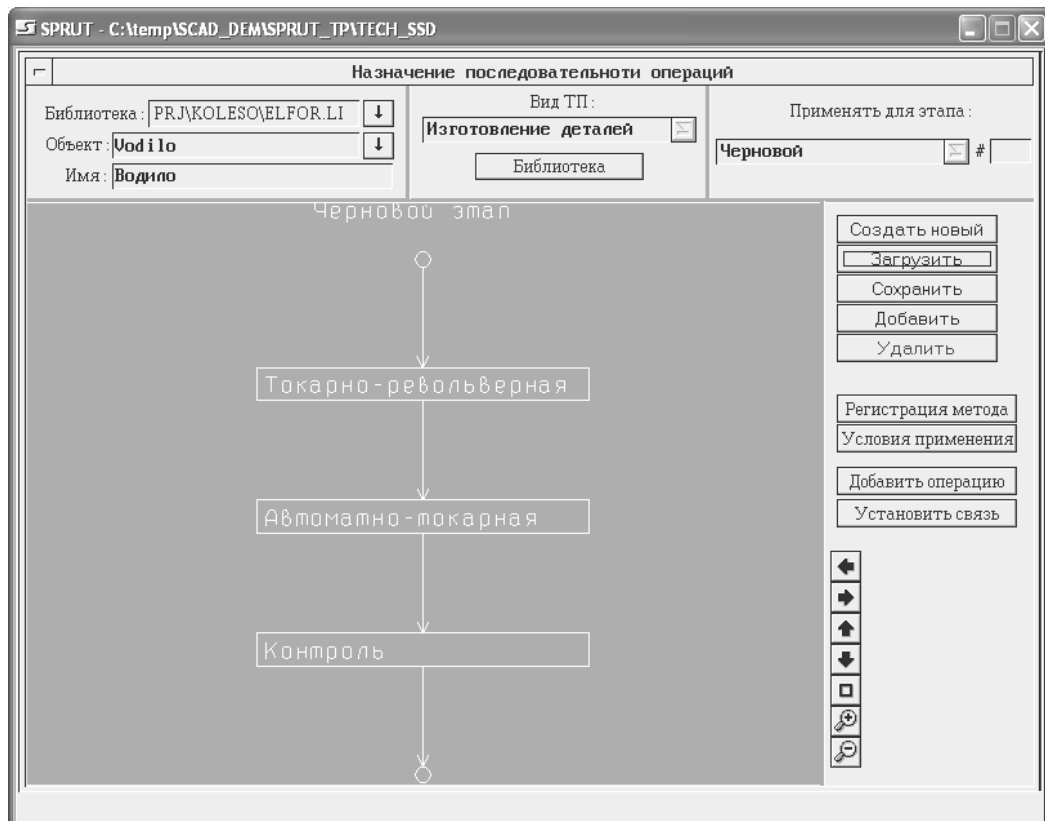 SPRUT - C:\temp\SCAD_DEM\SPRUT_TP\TECH_SSD
Назначение последовательноти операций
Библиотека: PRJ\KOLESO\ELFOR.LI
Объект: Vodilo
Имя: Водило
Вид ТП:
Изготовление деталей
Библиотека
Применять для этапа:
Черновой #
Черновой этап
Токарно-револьверная
Автоматно-токарная
Контроль
Создать новый
Загрузить
Сохранить
Добавить
Удалить
Регистрация метода
Условия применения
Добавить операцию
Установить связь